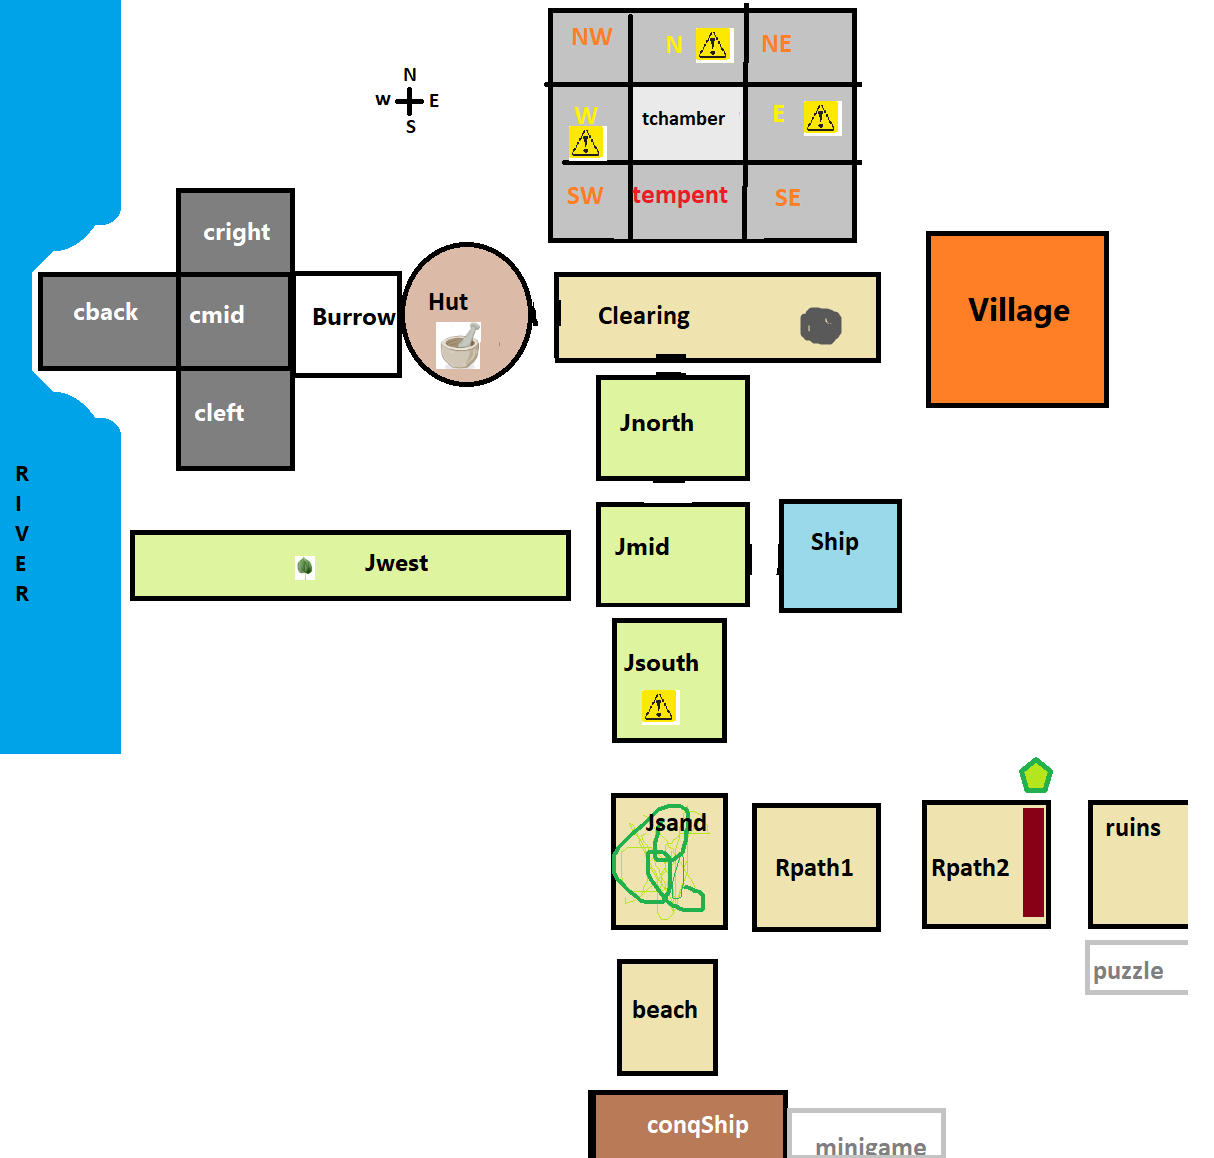 NW
N
NE
N
w
E
S
W
tchamber
E
SW
tempent
SE
cright
cback
cmid
Burrow
Hut
Clearing
Village
cleft
Jnorth
R
I
V
E
R
Jwest
Jmid
Ship
Jsouth
Jsand
Rpath1
Rpath2
ruins
puzzle
beach
conqShip
minigame